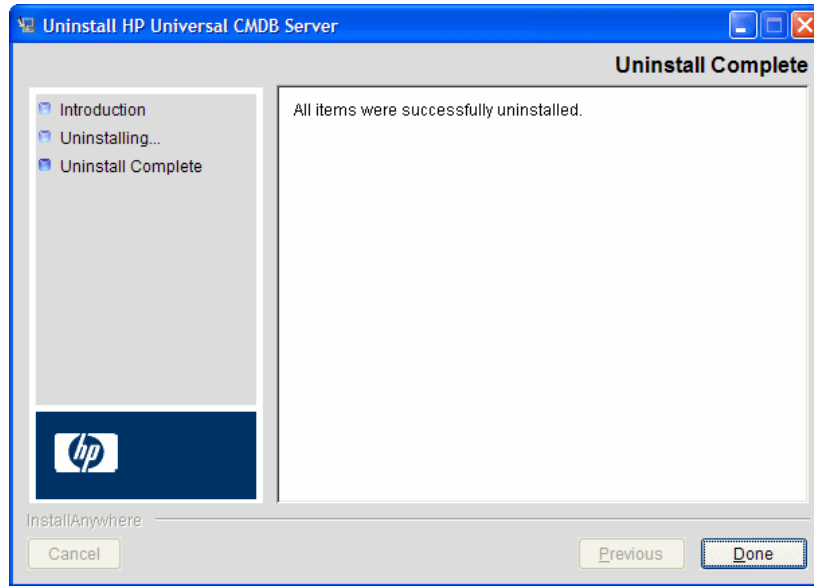 Uninstall HP Universal CMDB Server
Uninstall Complete
Introduction
Uninstalling...
Uninstall Complete
All items were successfully uninstalled.
hp
InstallAnywhere
Cancel
Previous
Done